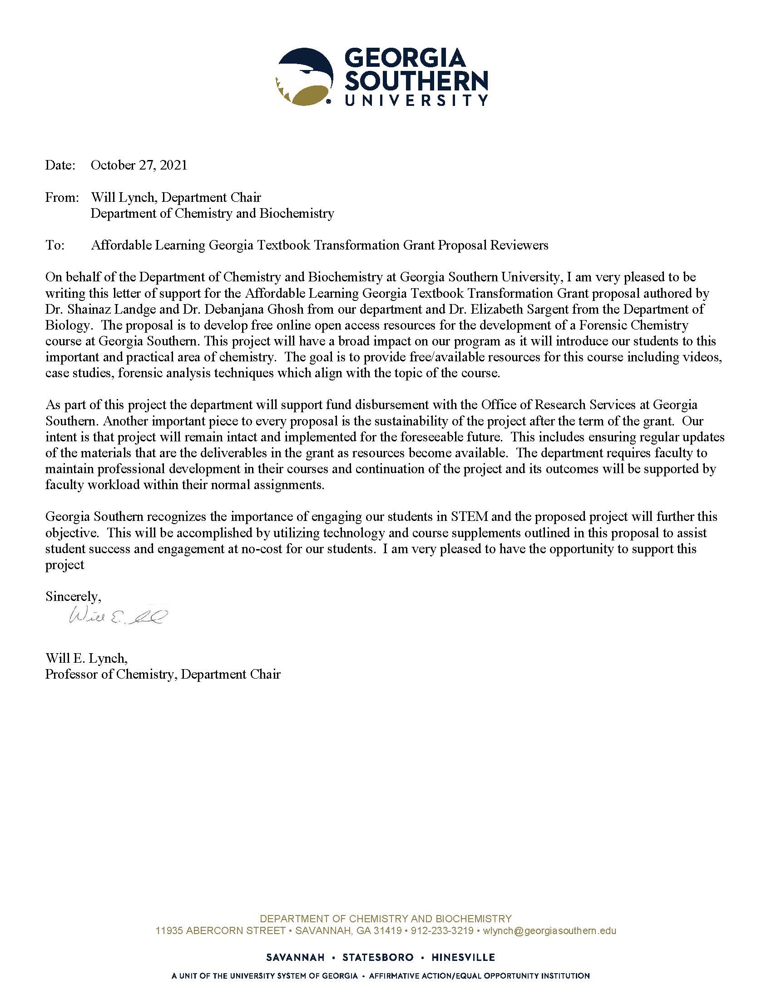 GEORGIA
SOUTHERN
UNIVERSITY
Date: October 27, 2021
From: Will Lynch, Department Chair
Department of Chemistry and Biochemistry
To: Affordable Learning Georgia Textbook Transformation Grant Proposal Reviewers
On behalf of the Department of Chemistry and Biochemistry at Georgia Southern University, I am very pleased to be
writing this letter of support for the Affordable Learning Georgia Textbook Transformation Grant proposal authored by
Dr. Shainaz Landge and Dr. Debanjana Ghosh from our department and Dr. Elizabeth Sargent from the Department of
Biology. The proposal is to develop free online open access resources for the development of a Forensic Chemistry
course at Georgia Southern. This project will have a broad impact on our program as it will introduce our students to this
important and practical area of chemistry. The goal is to provide free/available resources for this course including videos,
case studies, forensic analysis techniques which align with the topic of the course.
As part of this project the department will support fund disbursement with the Office of Research Services at Georgia
Southern. Another important piece to every proposal is the sustainability of the project after the term of the grant. Our
intent is that project will remain intact and implemented for the foreseeable future. This includes ensuring regular updates
of the materials that are the deliverables in the grant as resources become available. The department requires faculty to
maintain professional development in their courses and continuation of the project and its outcomes will be supported by
faculty workload within their normal assignments.
Georgia Southern recognizes the importance of engaging our students in STEM and the proposed project will further this
objective. This will be accomplished by utilizing technology and course supplements outlined in this proposal to assist
student success and engagement at no-cost for our students. I am very pleased to have the opportunity to support this
project
Sincerely,
Will E.
Will E. Lynch,
Professor of Chemistry, Department Chair
DEPARTMENT OF CHEMISTRY AND BIOCHEMISTRY
11935 ABERCORN STREET • SAVANNAH, GA 31419 • 912-233-3219 • wlynch@georgiasouthern.edu
SAVANNAH • STATESBORO • HINESVILLE
A UNIT OF THE UNIVERSITY SYSTEM OF GEORGIA • AFFIRMATIVE ACTION/EQUAL OPPORTUNITY INSTITUTION